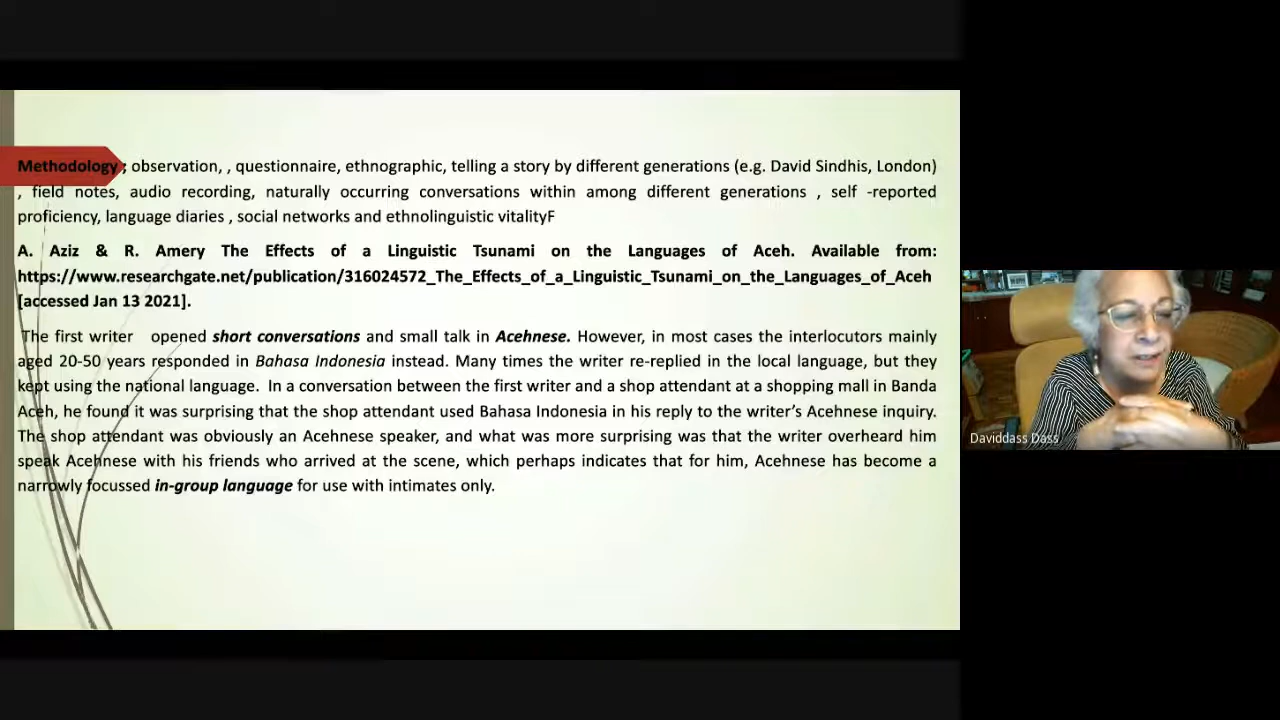 Methodology ; observation, , questionnaire, ethnographic, telling a story by different generations (e.g. David Sindhis, London)
, field notes, audio recording, naturally occurring conversations within among different generations , self -reported
proficiency, language diaries , social networks and ethnolinguistic vitalityF
A. Aziz & R. Amery The Effects of a Linguistic Tsunami on the Languages of Aceh. Available from:
https://www.researchgate.net/publication/316024572_The_Effects_of_a_Linguistic_Tsunami_on_the_Languages_of_Aceh
[accessed Jan 13 2021].
The first writer opened short conversations and small talk in Acehnese. However, in most cases the interlocutors mainly
aged 20-50 years responded in Bahasa Indonesia instead. Many times the writer re-replied in the local language, but they
kept using the national language. In a conversation between the first writer and a shop attendant at a shopping mall in Banda
Aceh, he found it was surprising that the shop attendant used Bahasa Indonesia in his reply to the writer's Acehnese inquiry.
The shop attendant was obviously an Acehnese speaker, and what was more surprising was that the writer overheard him
speak Acehnese with his friends who arrived at the scene, which perhaps indicates that for him, Acehnese has become a
narrowly focussed in-group language for use with intimates only.
Daviddass Dass